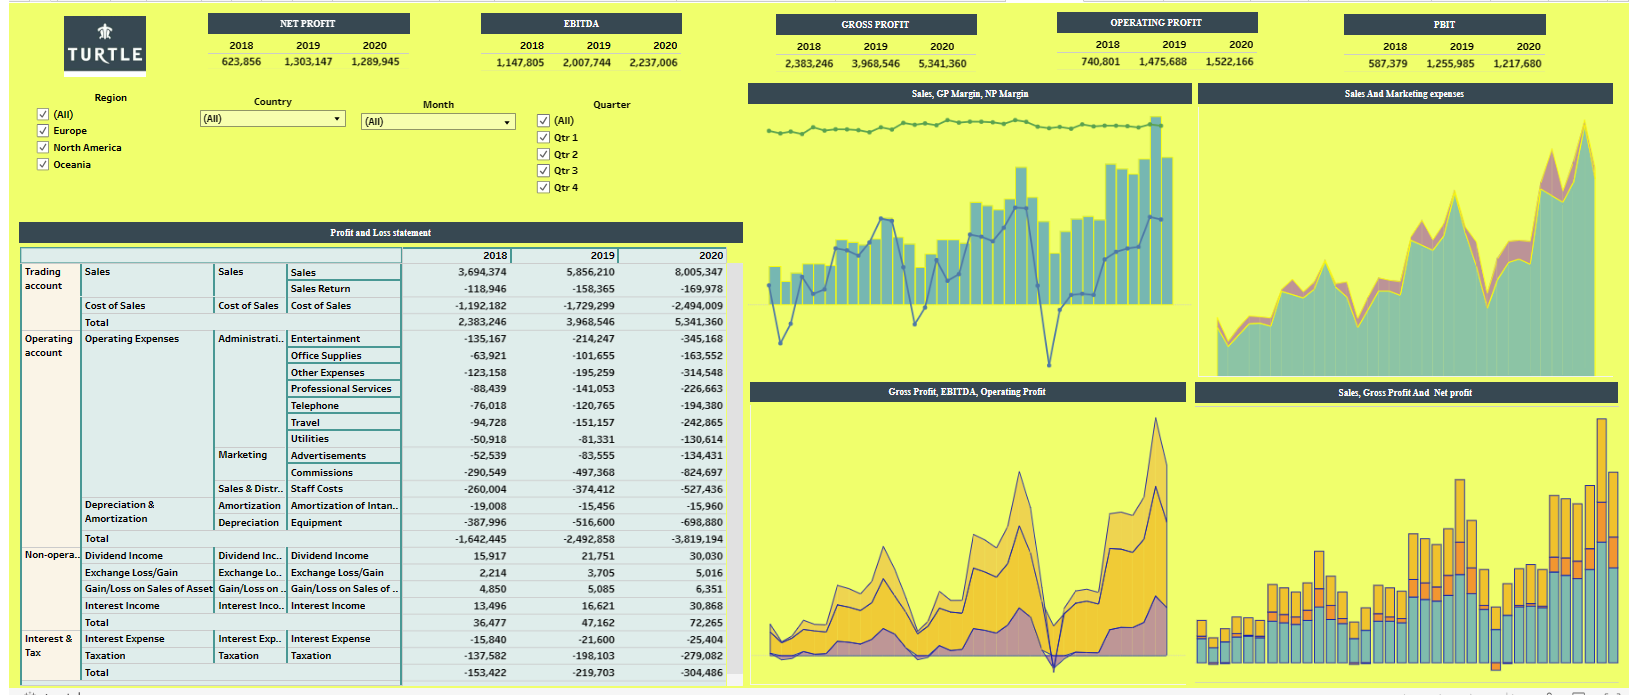 TURTLE
NET PROFIT
2018 2019 2020
623,856 1,303,147 1,289,945
EBITDA
2018 2019 2020
1,147,805 2,007,744 2,237,006
GROSS PROFIT
2018 2019 2020
2,383,246 3,968,546 5,341,360
OPERATING PROFIT
2018 2019 2020
740,801 1,475,688 1,522,166
PBIT
2018 2019 2020
587,379 1,255,985 1,217,680
Region
(All)
Europe
North America
Oceania
Country
(All)
Month
(All)
Quarter
(All)
Qtr 1
Qtr 2
Qtr 3
Qtr 4
Sales, GP Margin, NP Margin
Sales And Marketing expenses
Profit and Loss statement
2018 2019 2020
Trading account Sales Sales Sales 3,694,374 5,856,210 8,005,347
Sales Return -118,946 -158,365 -169,978
Cost of Sales Cost of Sales Cost of Sales -1,192,182 -1,729,299 -2,494,009
Total 2,383,246 3,968,546 5,341,360
Operating account Operating Expenses Administrati.. Entertainment -135,167 -214,247 -345,168
Office Supplies -63,921 -101,655 -163,552
Other Expenses -123,158 -195,259 -314,548
Professional Services -88,439 -141,053 -226,663
Telephone -76,018 -120,765 -194,380
Travel -94,728 -151,157 -242,865
Utilities -50,918 -81,331 -130,614
Marketing Advertisements -52,539 -83,555 -134,431
Commissions -290,549 -497,368 -824,697
Sales & Distr.. Staff Costs -260,004 -374,412 -527,436
Depreciation & Amortization Amortization Amortization of Intan.. -19,008 -15,456 -15,960
Depreciation Equipment -387,996 -516,600 -698,880
Total -1,642,445 -2,492,858 -3,819,194
Non-opera.. Dividend Income Dividend Inc.. Dividend Income 15,917 21,751 30,030
Exchange Loss/Gain Exchange Lo.. Exchange Loss/Gain 2,214 3,705 5,016
Gain/Loss on Sales of Asset Gain/Loss on .. Gain/Loss on Sales of .. 4,850 5,085 6,351
Interest Income Interest Inco.. Interest Income 13,496 16,621 30,868
Total 36,477 47,162 72,265
Interest & Tax Interest Expense Interest Exp.. Interest Expense -15,840 -21,600 -25,404
Taxation Taxation Taxation -137,582 -198,103 -279,082
Total -153,422 -219,703 -304,486
Gross Profit, EBITDA, Operating Profit
Sales, Gross Profit And Net profit